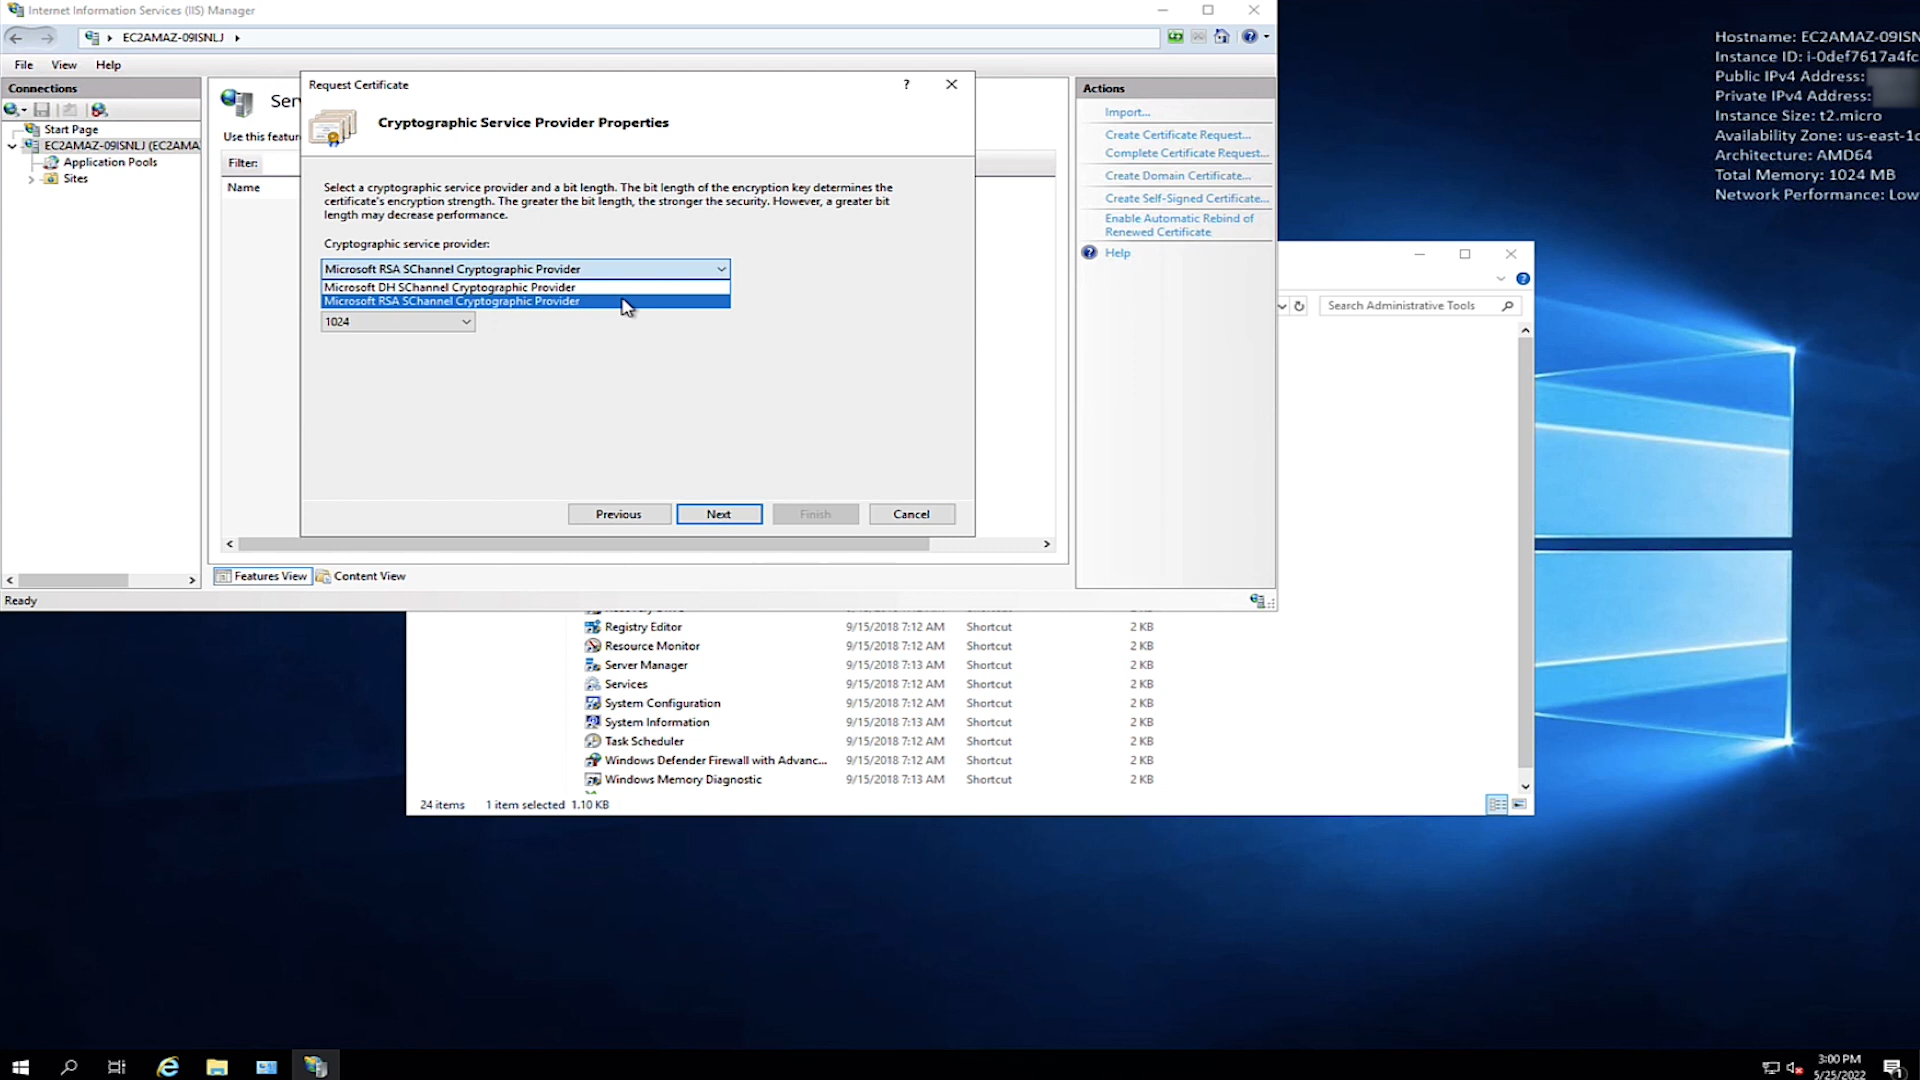 Internet Information Services (IIS) Manager
EC2AMAZ-09ISNLJ
File View Help
Connections
Start Page
EC2AMAZ-09ISNLJ (EC2AMA
Application Pools
Sites
Ser
Use this featur
Filter:
Name
Request Certificate
?
Cryptographic Service Provider Properties
Select a cryptographic service provider and a bit length. The bit length of the encryption key determines the
certificate's encryption strength. The greater the bit length, the stronger the security. However, a greater bit
length may decrease performance.
Cryptographic service provider:
Microsoft RSA SChannel Cryptographic Provider
Microsoft DH SChannel Cryptographic Provider
Microsoft RSA SChannel Cryptographic Provider
1024
Previous Next Finish Cancel
Features View Content View
Ready
Actions
Import...
Create Certificate Request...
Complete Certificate Request...
Create Domain Certificate...
Create Self-Signed Certificate...
Enable Automatic Rebind of
Renewed Certificate
Help
Hostname: EC2AMAZ-09ISN
Instance ID: i-0def7617a4fc
Public IPv4 Address:
Private IPv4 Address:
Instance Size: t2.micro
Availability Zone: us-east-1
Architecture: AMD64
Total Memory: 1024 MB
Network Performance: Low
Search Administrative Tools
Registry Editor 9/15/2018 7:12 AM Shortcut 2 KB
Resource Monitor 9/15/2018 7:12 AM Shortcut 2 KB
Server Manager 9/15/2018 7:13 AM Shortcut 2 KB
Services 9/15/2018 7:12 AM Shortcut 2 KB
System Configuration 9/15/2018 7:12 AM Shortcut 2 KB
System Information 9/15/2018 7:13 AM Shortcut 2 KB
Task Scheduler 9/15/2018 7:12 AM Shortcut 2 KB
Windows Defender Firewall with Advanc... 9/15/2018 7:12 AM Shortcut 2 KB
Windows Memory Diagnostic 9/15/2018 7:13 AM Shortcut 2 KB
24 items 1 item selected 1.10 KB
3:00 PM
5/25/2022